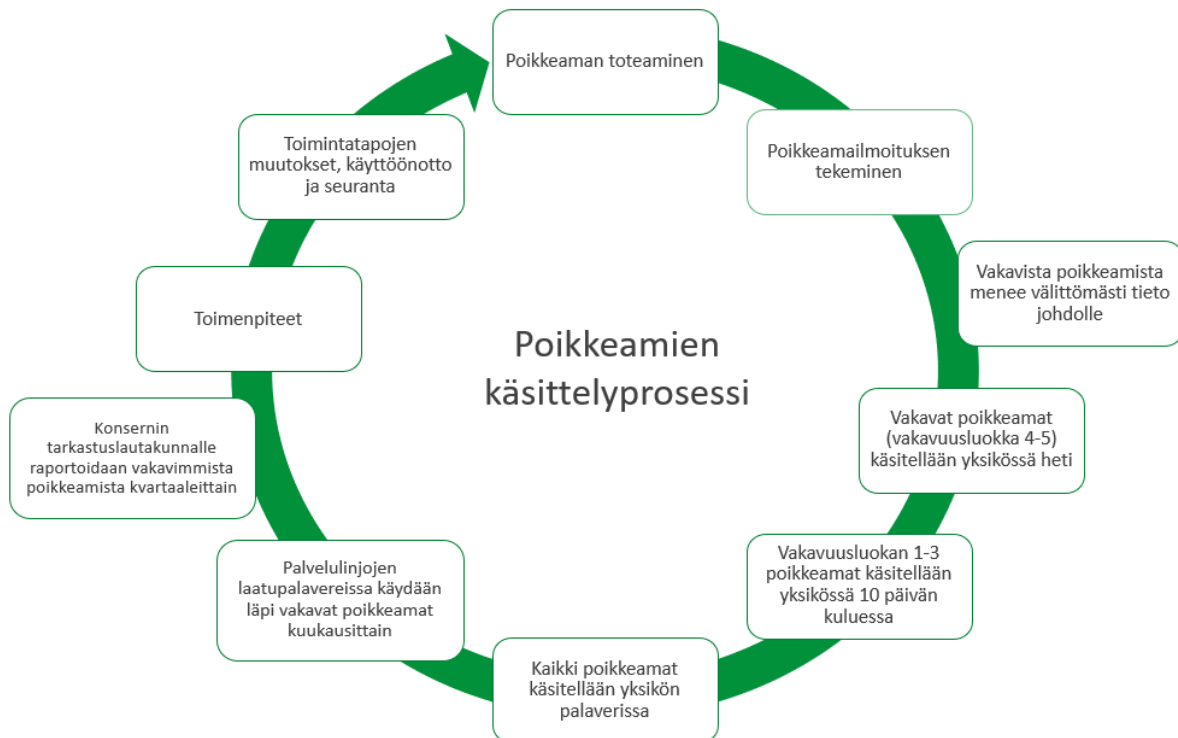 Poikkeaman toteaminen
Poikkeamailmoituksen
tekeminen
Vakavista poikkeamista
menee välittömästi tieto
johdolle
Vakavat poikkeamat
(vakavuusluokka 4-5)
käsitellään yksikössä heti
Vakavuusluokan 1-3
poikkeamat käsitellään
yksikössä 10 päivän
kuluessa
Kaikki poikkeamat
käsitellään yksikön
palaverissa
Palvelulinjojen
laatupalavereissa käydään
läpi vakavat poikkeamat
kuukausittain
Konsernin
tarkastuslautakunnalle
raportoidaan vakavimmista
poikkeamista kvartaaleittain
Toimenpiteet
Toimintatapojen
muutokset, käyttöönotto
ja seuranta
Poikkeamien
käsittelyprosessi